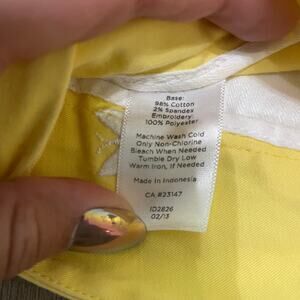 Base:
98% Cotton
2% Spandex
Embroidery:
100% Polyester
Machine Wash Cold
Only Non-Chlorine
Bleach When Needed
Tumble Dry Low
Warm Iron, If Needed
Made in Indonesia
CA #23147
ID2826
02/13